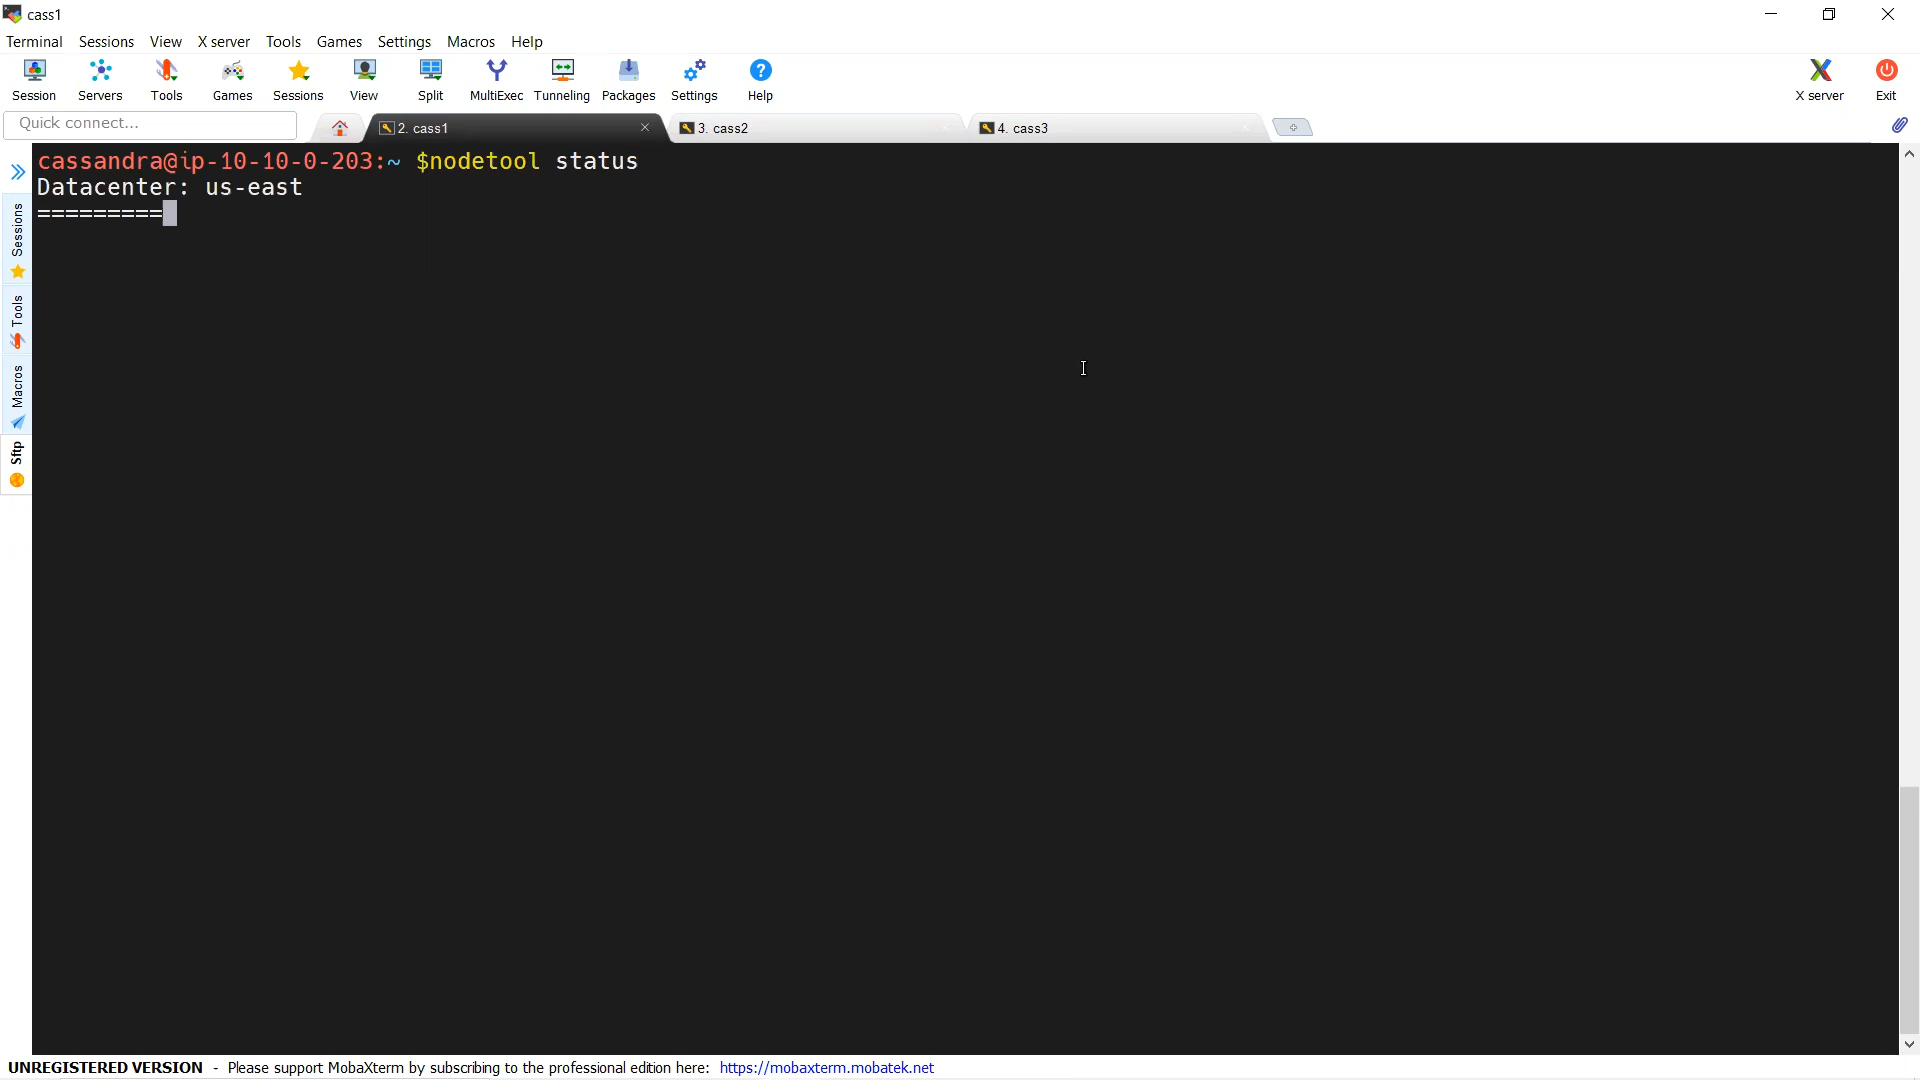 cass1
Terminal Sessions View X server Tools Games Settings Macros Help
Session Servers Tools Games Sessions View Split MultiExec Tunneling Packages Settings Help X server Exit
Quick connect... 2. cass1 3. cass2 4. cass3
cassandra@ip-10-10-0-203:~ $nodetool status
Datacenter: us-east
=========
Sessions
Tools
Macros
Sftp
UNREGISTERED VERSION - Please support MobaXterm by subscribing to the professional edition here: https://mobaxterm.mobatek.net